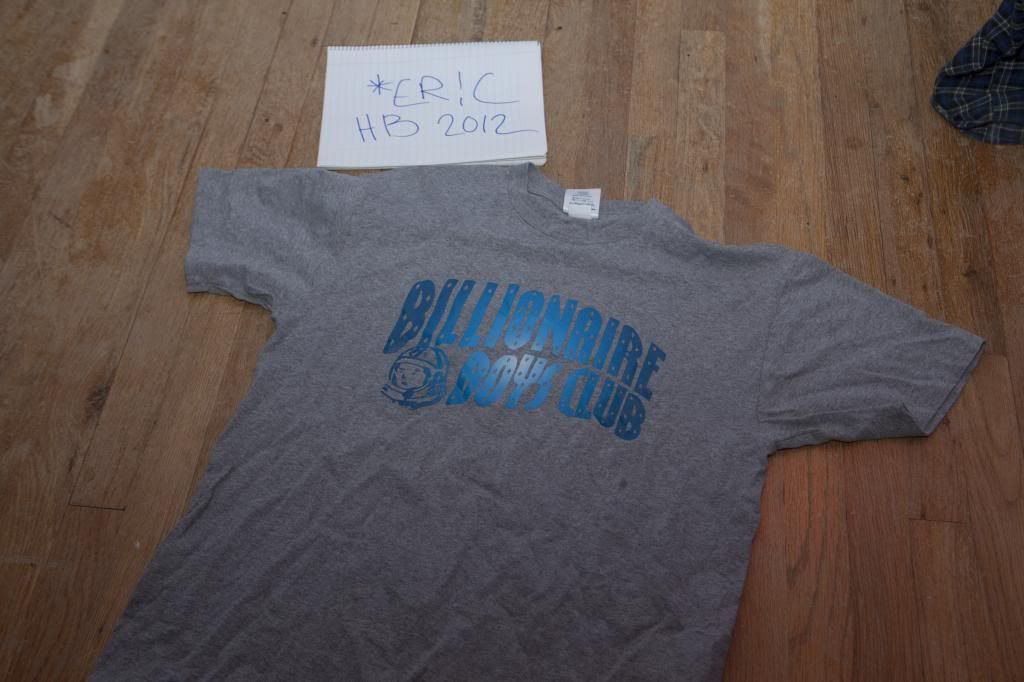 *ER!C
HB 2012
BILLIONAIRE
BOYS CLUB